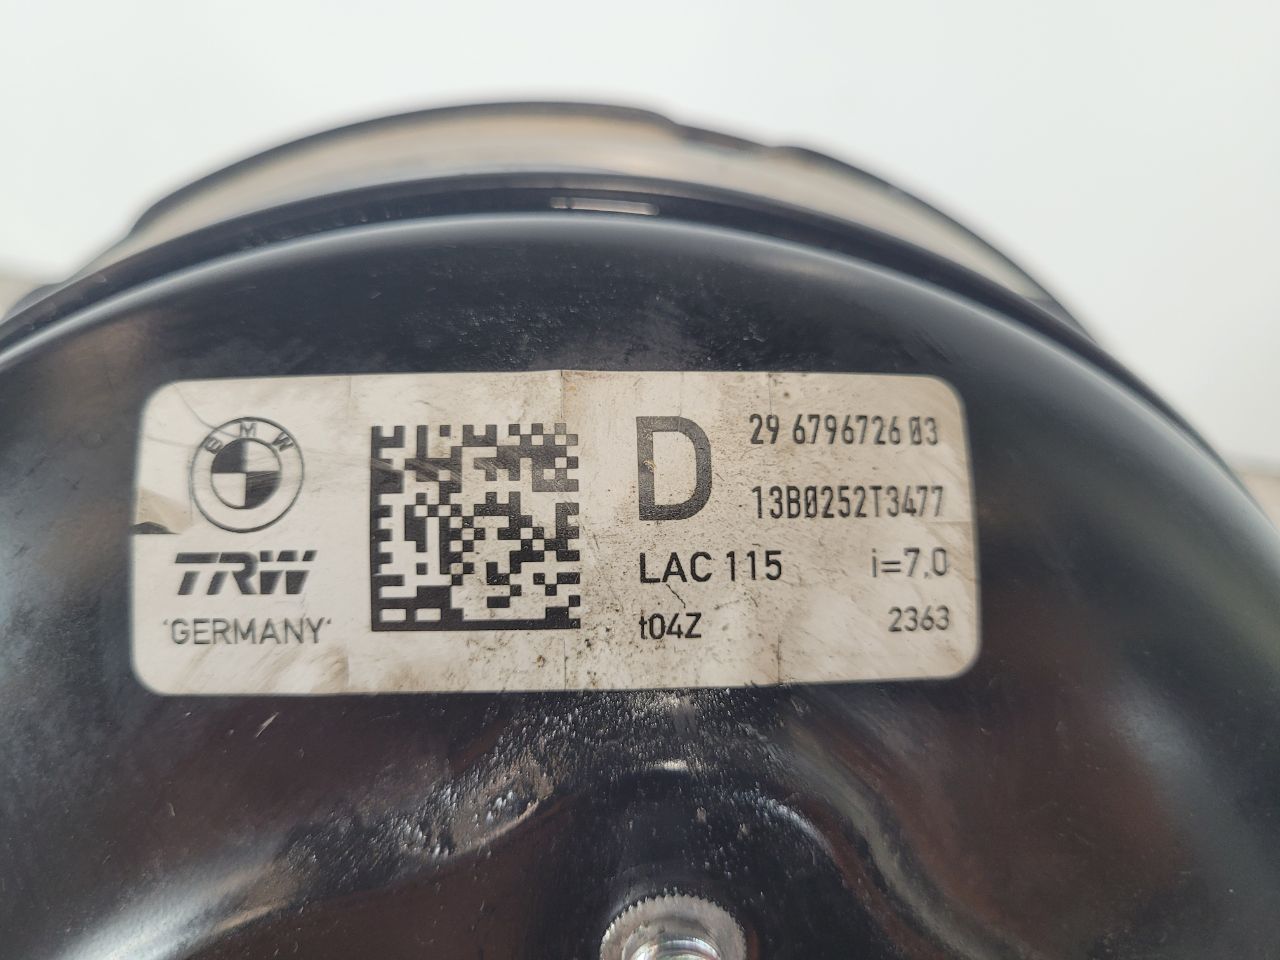 BMW
TRW
'GERMANY'
D
29 6796726 03
13B0252T3477
LAC 115 i=7.0
t04Z 2363